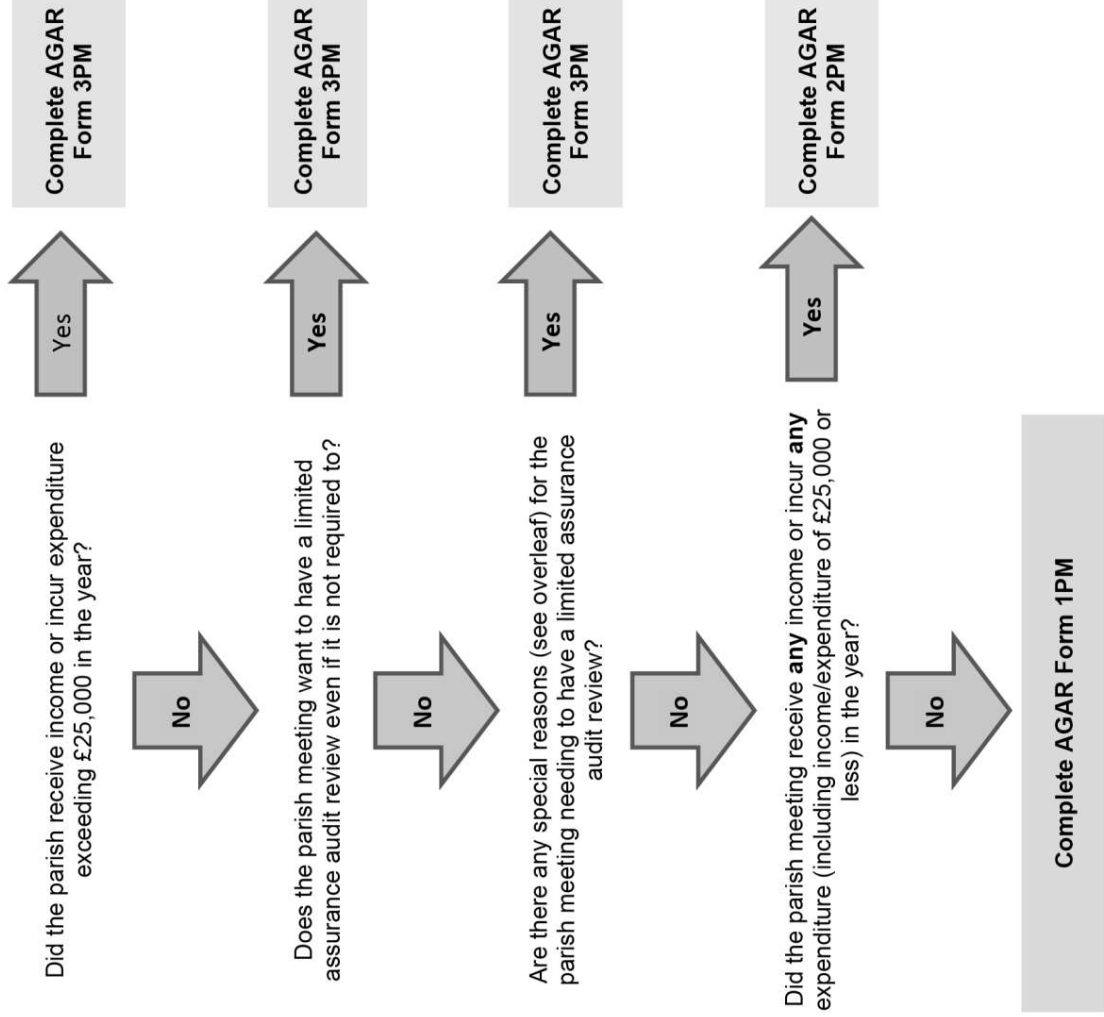 Did the parish receive income or incur expenditure
exceeding £25,000 in the year?
Yes
Complete AGAR
Form 3PM
No
Does the parish meeting want to have a limited
assurance audit review even if it is not required to?
Yes
Complete AGAR
Form 3PM
No
Are there any special reasons (see overleaf) for the
parish meeting needing to have a limited assurance
audit review?
Yes
Complete AGAR
Form 3PM
No
Did the parish meeting receive any income or incur any
expenditure (including income/expenditure of £25,000 or
less) in the year?
Yes
Complete AGAR
Form 2PM
No
Complete AGAR Form 1PM